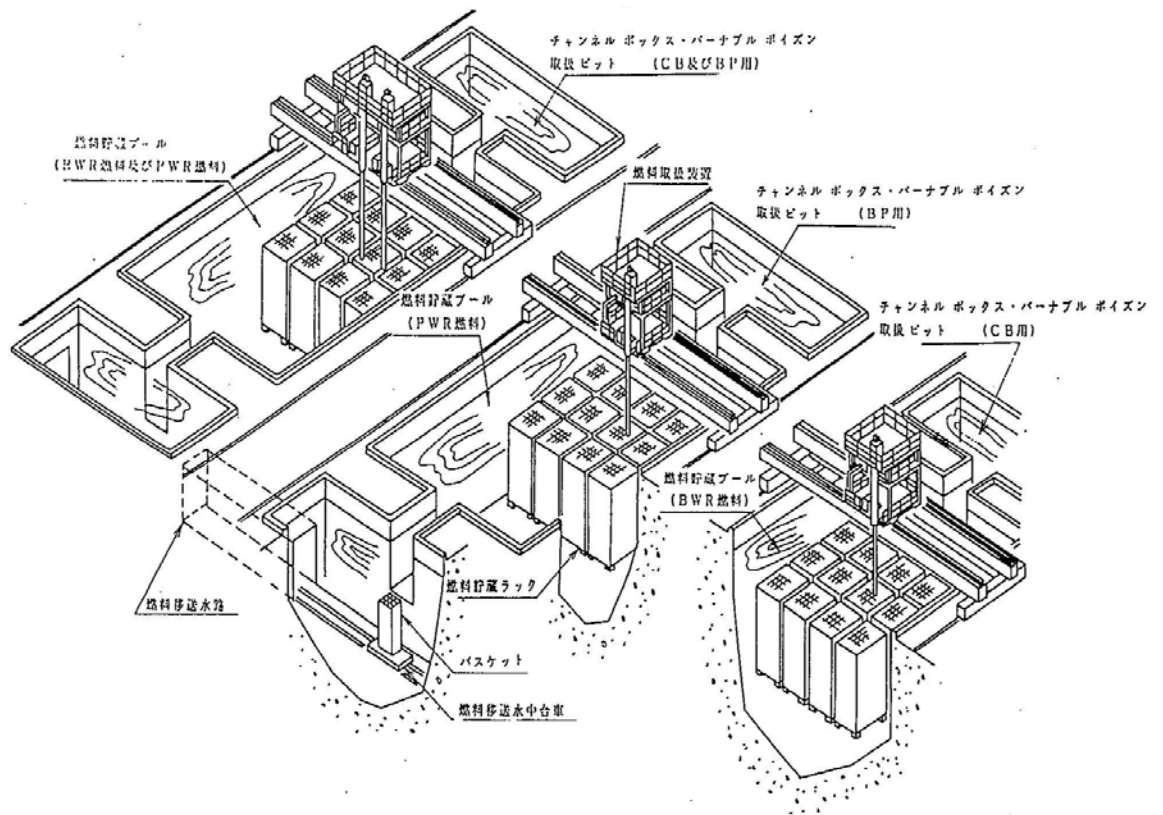 チャンネル ボックス・バーナブル ポイズン
取扱ピット (CB及びBP用)
燃料貯蔵プール
(BWR燃料及びPWR燃料)
燃料取扱装置
チャンネル ボックス・バーナブル ポイズン
取扱ピット (BP用)
燃料貯蔵プール
(PWR燃料)
チャンネル ボックス・バーナブル ポイズン
取扱ピット (CB用)
燃料貯蔵プール
(BWR燃料)
燃料貯蔵ラック
燃料移送水路
バスケット
燃料移送水中台車